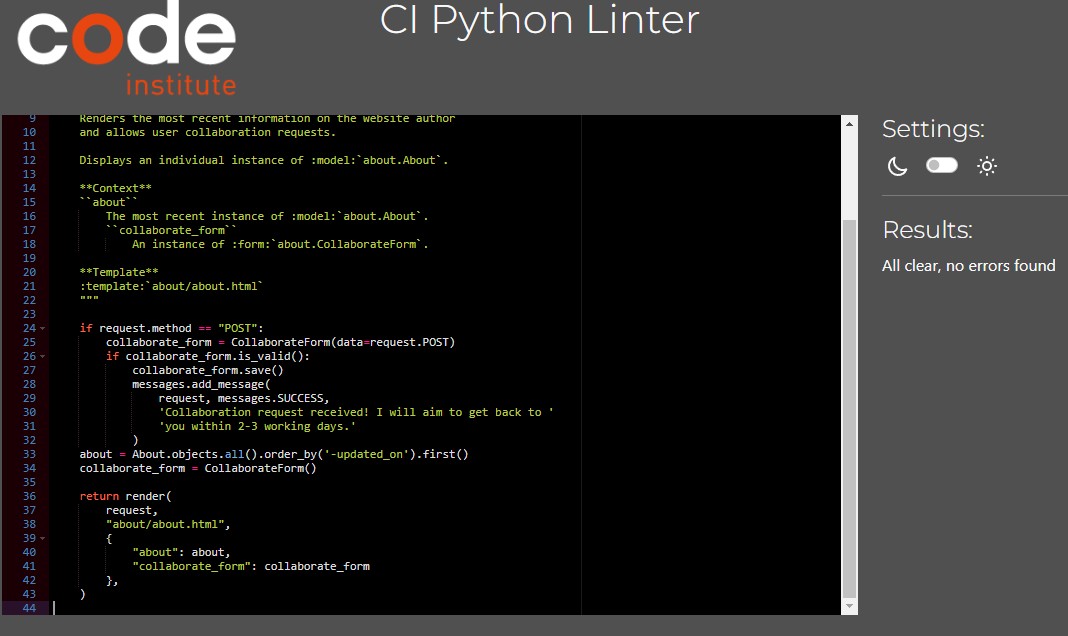 code
institute
CI Python Linter
9 Renders the most recent information on the website author
10 and allows user collaboration requests.
11
12 Displays an individual instance of :model:`about.About`.
13
14 **Context**
15 ``about``
16 The most recent instance of :model:`about.About`.
17 ``collaborate_form``
18 An instance of :form:`about.CollaborateForm`.
19
20 **Template**
21 :template:`about/about.html`
22 """
23
24 if request.method == "POST":
25 collaborate_form = CollaborateForm(data=request.POST)
26 if collaborate_form.is_valid():
27 collaborate_form.save()
28 messages.add_message(
29 request, messages.SUCCESS,
30 'Collaboration request received! I will aim to get back to '
31 'you within 2-3 working days.'
32 )
33 about = About.objects.all().order_by('-updated_on').first()
34 collaborate_form = CollaborateForm()
35
36 return render(
37 request,
38 "about/about.html",
39 {
40 "about": about,
41 "collaborate_form": collaborate_form
42 },
43 )
44
Settings:
Results:
All clear, no errors found